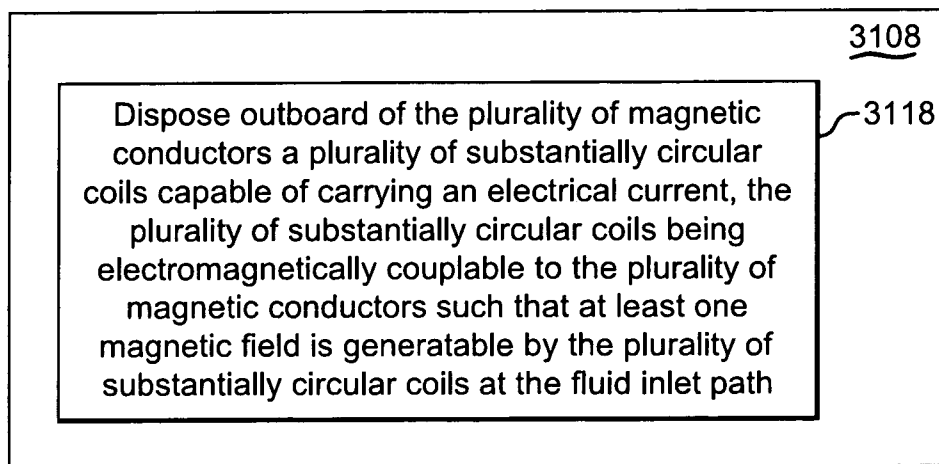 3108
Dispose outboard of the plurality of magnetic
conductors a plurality of substantially circular
coils capable of carrying an electrical current, the
plurality of substantially circular coils being
electromagnetically couplable to the plurality of
magnetic conductors such that at least one
magnetic field is generatable by the plurality of
substantially circular coils at the fluid inlet path
3118